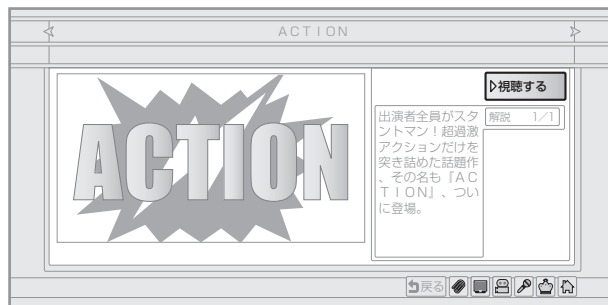 ACTION
ACTION
▷視聴する
出演者全員がスタ
ントマン!超過激
アクションだけを
突き詰めた話題作
、その名も『AC
TION』、つい
に登場。
解説 1/1
戻る